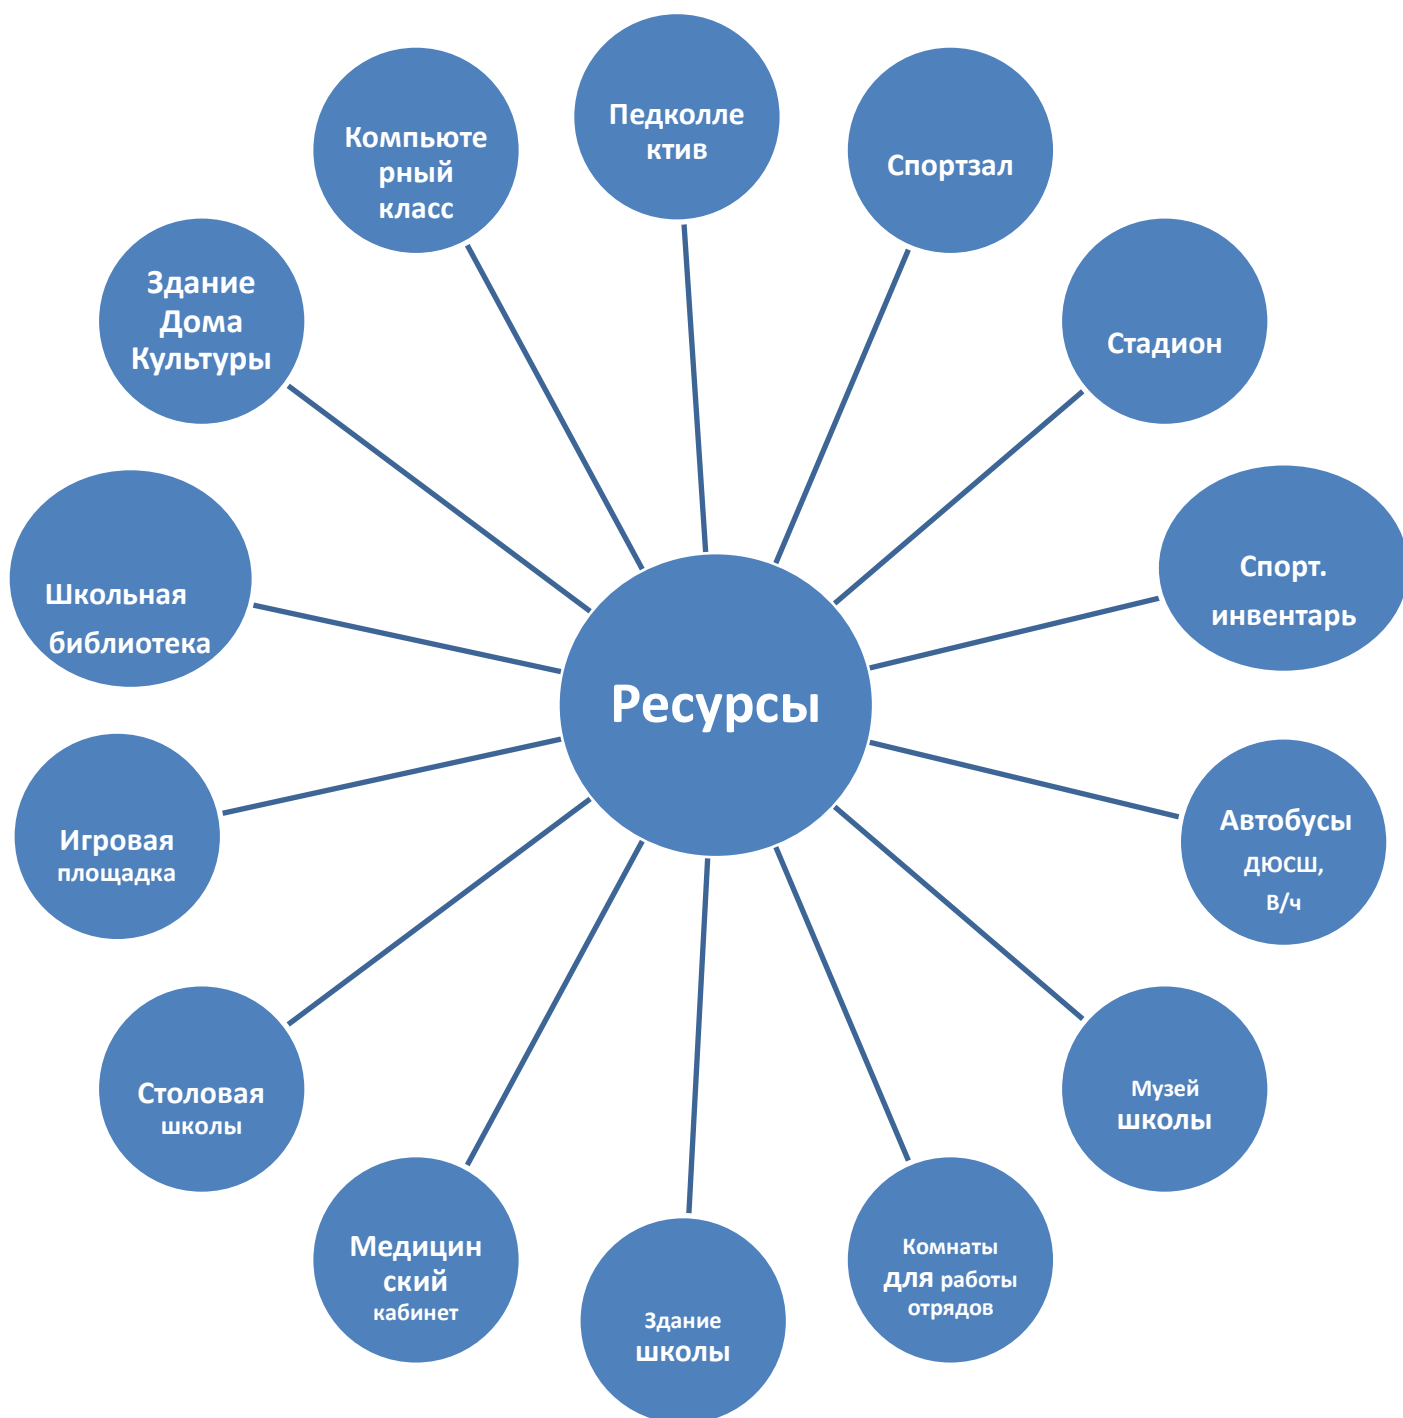 Педколле
ктив
Спортзал
Стадион
Спорт.
инвентарь
Автобусы
ДЮСШ,
В/ч
Музей
школы
Комнаты
для работы
отрядов
Здание
школы
Медицин
ский
кабинет
Столовая
школы
Игровая
площадка
Школьная
библиотека
Здание
Дома
Культуры
Компьюте
рный
класс
Ресурсы